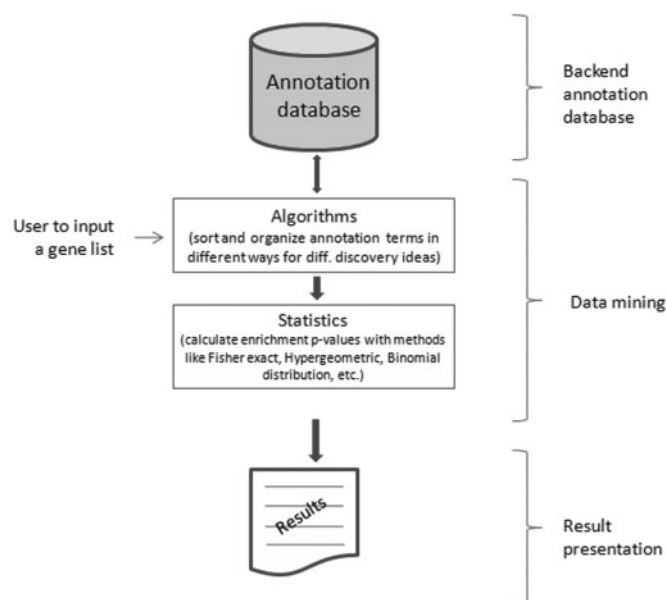 Annotation
database
Backend
annotation
database
User to input
a gene list
Algorithms
(sort and organize annotation terms in
different ways for diff. discovery ideas)
Statistics
(calculate enrichment p-values with methods
like Fisher exact, Hypergeometric, Binomial
distribution, etc.)
Data mining
Results
Result
presentation